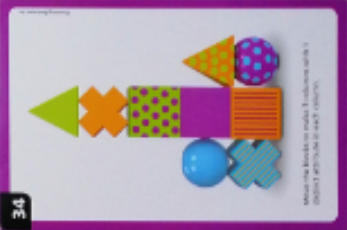 Move the blocks to make 3 columns with 1
distinct attribute in each column.
34